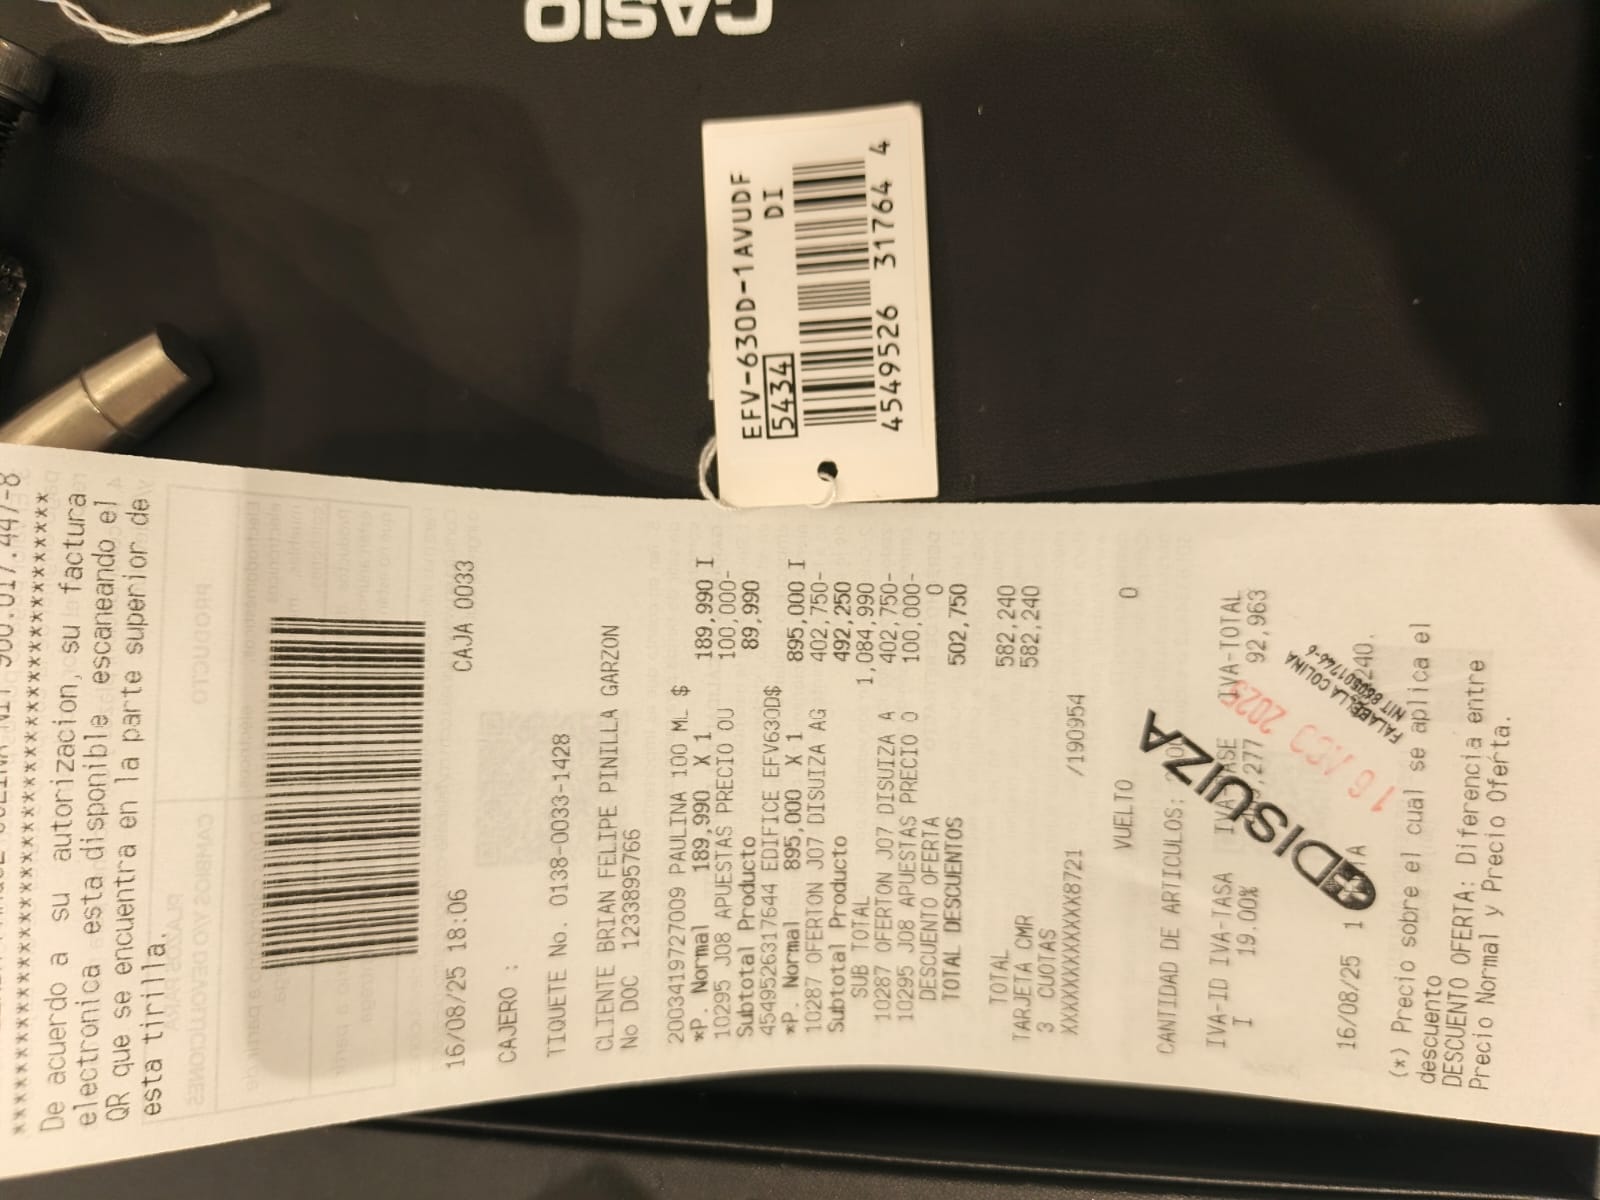 CASIO
EFV-630D-1AVUDF
5434 DI
4549526 31764 4
****************************************
De acuerdo a su autorizacion, su factura
electronica esta disponible escaneando el
QR que se encuentra en la parte superior de
esta tirilla.
16/08/25 18:06 CAJA 0033
CAJERO :
TIQUETE No. 0138-0033-1428
CLIENTE BRIAN FELIPE PINILLA GARZON
No DOC 1233895766
2003419727009 PAULINA 100 ML $
*P. Normal 189,990 X 1 189,990 I
10295 J08 APUESTAS PRECIO OU 100,000-
Subtotal Producto 89,990
4549526317644 EDIFICE EFV630D$
*P. Normal 895,000 X 1 895,000 I
10287 OFERTON J07 DISUIZA AG 402,750-
Subtotal Producto 492,250
SUB TOTAL 1,084,990
10287 OFERTON J07 DISUIZA A 402,750-
10295 J08 APUESTAS PRECIO O 100,000-
DESCUENTO OFERTA 0
TOTAL DESCUENTOS 502,750
TOTAL 582,240
TARJETA CMR 582,240
3 CUOTAS
XXXXXXXXXXXX8721 /190954
VUELTO 0
CANTIDAD DE ARTICULOS:
IVA-ID IVA-TASA IVA-TOTAL
I 19.00% 92,963
DISUIZA
16 AGO 2025
FALABELLA COLINA
16/08/25
(*) Precio sobre el cual se aplica el
descuento
DESCUENTO OFERTA: Diferencia entre
Precio Normal y Precio Oferta.